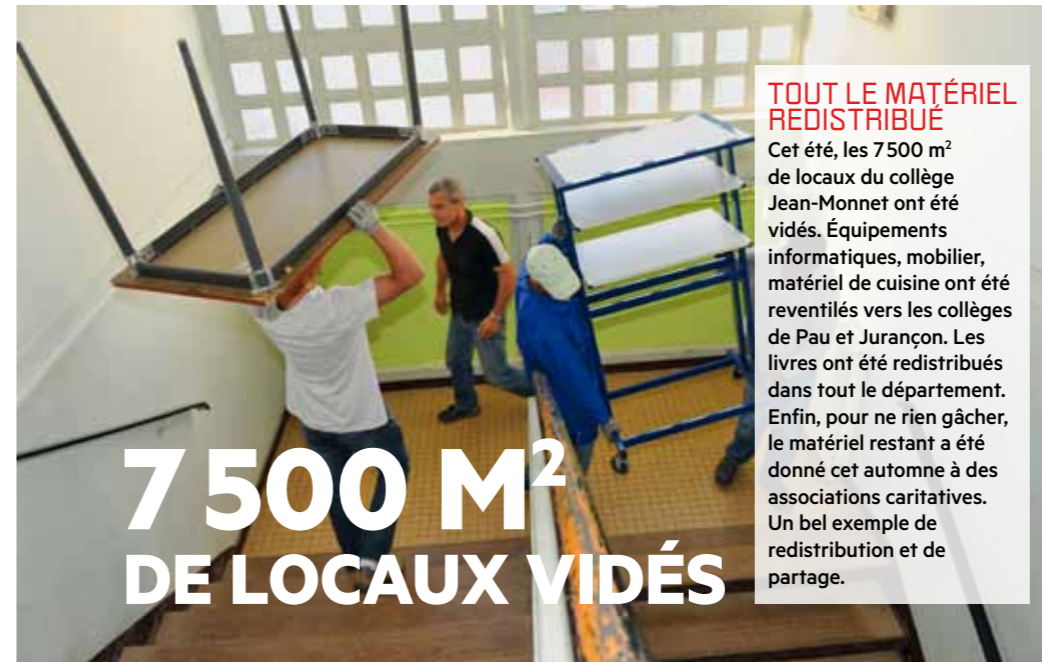 7 500 M²
DE LOCAUX VIDÉS
TOUT LE MATÉRIEL
REDISTRIBUÉ
Cet été, les 7 500 m²
de locaux du collège
Jean-Monnet ont été
vidés. Équipements
informatiques, mobilier,
matériel de cuisine ont été
reventilés vers les collèges
de Pau et Jurançon. Les
livres ont été redistribués
dans tout le département.
Enfin, pour ne rien gâcher,
le matériel restant a été
donné cet automne à des
associations caritatives.
Un bel exemple de
redistribution et de
partage.